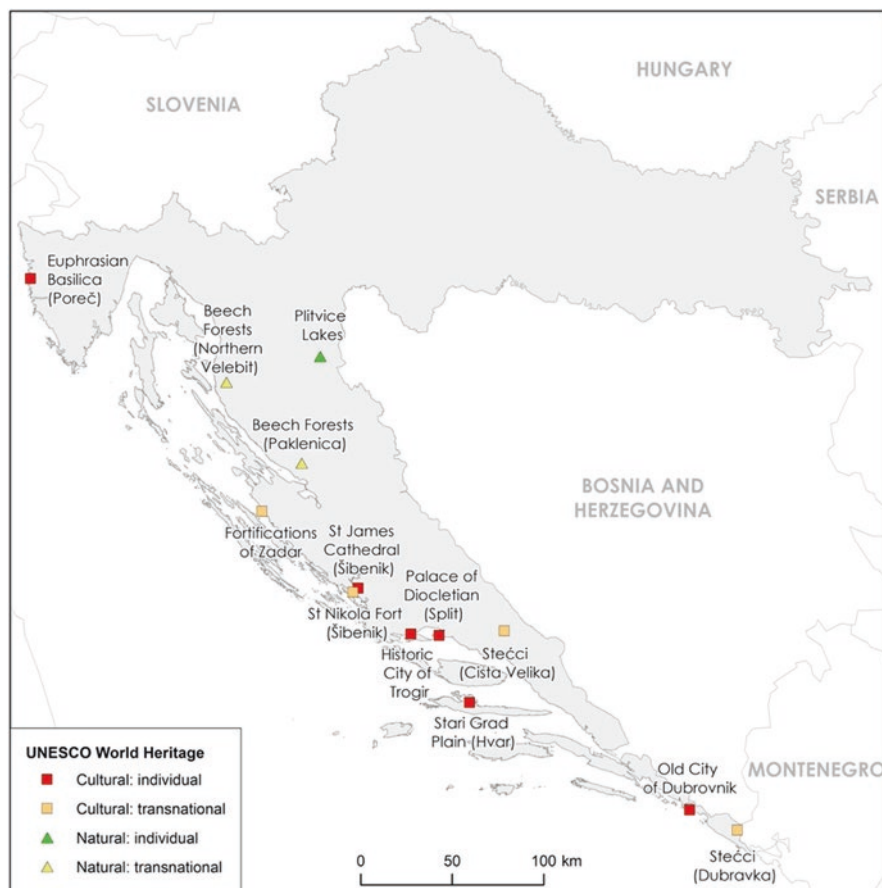 HUNGARY
SLOVENIA
SERBIA
Euphrasian
Basilica
(Poreč)
Beech
Forests
(Northern
Velebit)
Plitvice
Lakes
Beech Forests
(Paklenica)
BOSNIA AND
HERZEGOVINA
Fortifications
of Zadar
St James
Cathedral
(Šibenik)
Palace of
Diocletian
(Split)
St Nikola Fort
(Šibenik)
Historic
City of
Trogir
Stećci
(Cista Velika)
Stari Grad
Plain (Hvar)
Old City
of Dubrovnik
MONTENEGRO
Stećci
(Dubravka)
UNESCO World Heritage
Cultural: individual
Cultural: transnational
Natural: individual
Natural: transnational
0 50 100 km